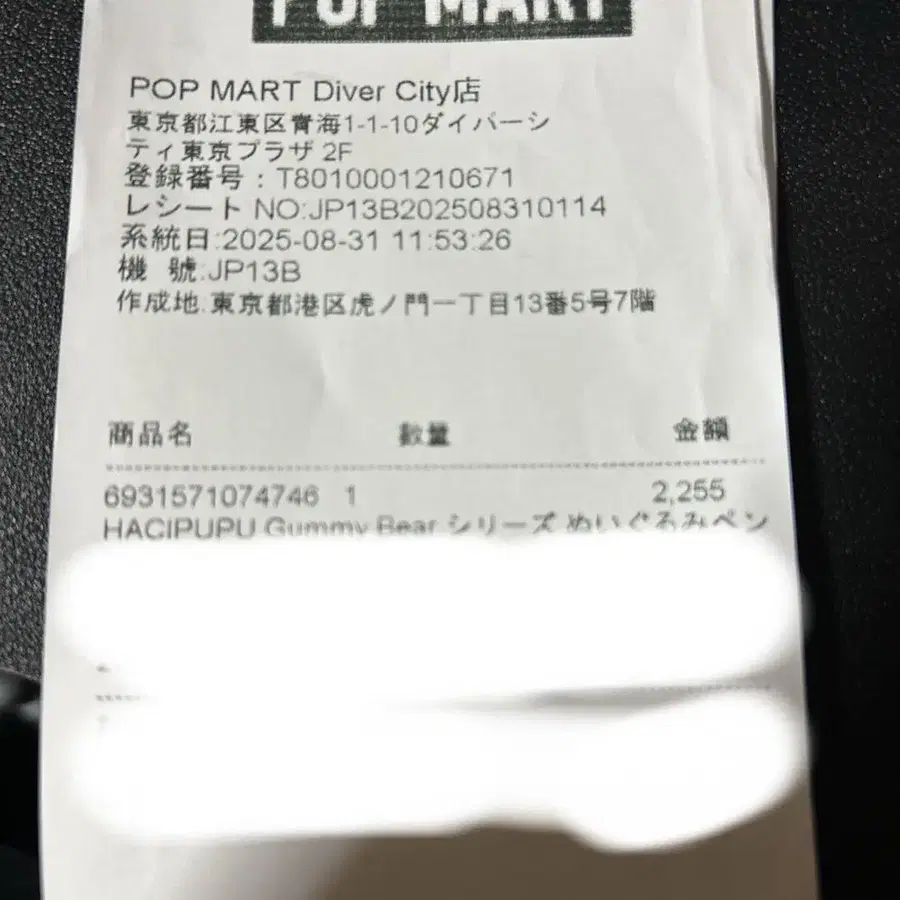 POP MART
POP MART Diver City店
東京都江東区青海1-1-10ダイバーシ
ティ東京プラザ 2F
登録番号：T8010001210671
レシート NO:JP13B202508310114
系統日:2025-08-31 11:53:26
機 號:JP13B
作成地:東京都港区虎ノ門一丁目13番5号7階
商品名 數量 金額
6931571074746 1 2,255
HACIPUPU Gummy Bear シリーズ ぬいぐるみペン